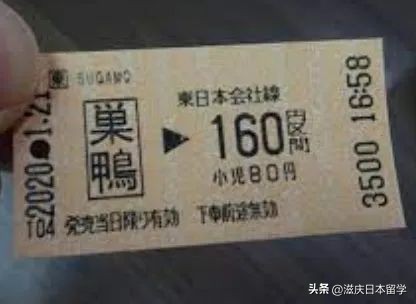 東 SUGAMO
巣鴨
▶
東日本会社線
160円区間
小児80円
発売当日限り有効 下車前途無効
2020.-1.21
3500 16:58
头条 @滋庆日本留学